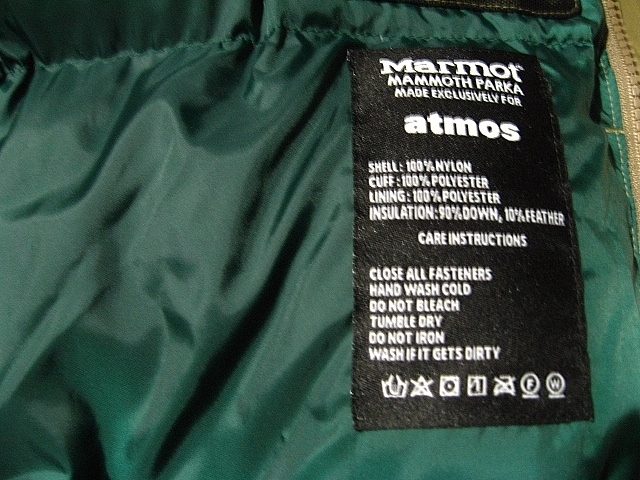 Marmot
MAMMOTH PARKA
MADE EXCLUSIVELY FOR
atmos
SHELL: 100% NYLON
CUFF: 100% POLYESTER
LINING: 100% POLYESTER
INSULATION: 90% DOWN, 10% FEATHER
CARE INSTRUCTIONS
CLOSE ALL FASTENERS
HAND WASH COLD
DO NOT BLEACH
TUMBLE DRY
DO NOT IRON
WASH IF IT GETS DIRTY
F W